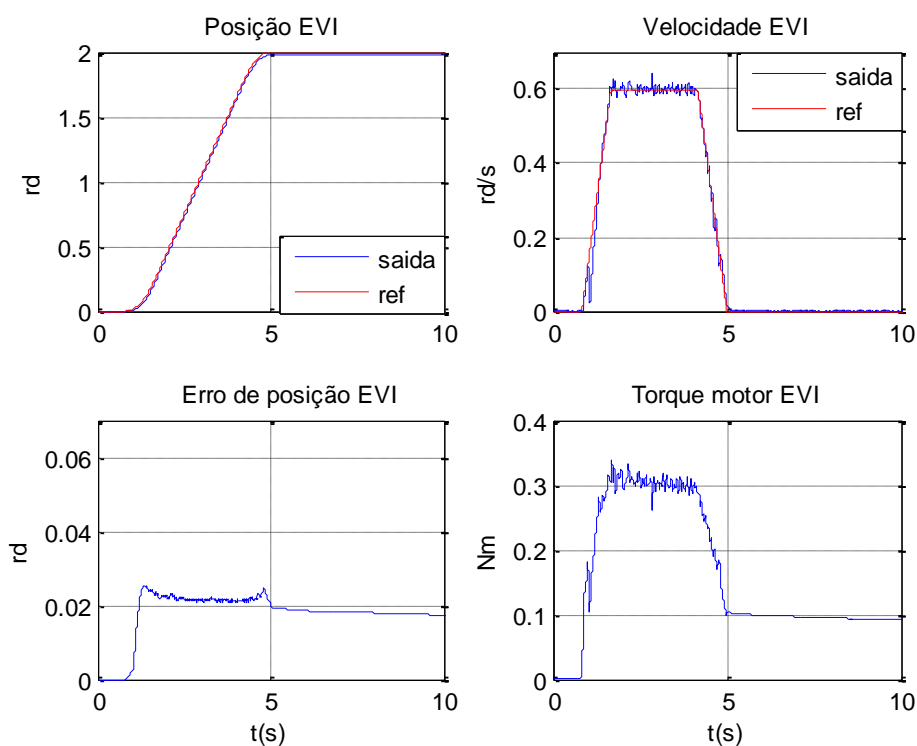 Posição EVI
2
1.5
1
0.5
0
rd
saida
ref
0
5
10
Velocidade EVI
0.6
0.4
0.2
0
rd/s
saida
ref
0
5
10
Erro de posição EVI
0.06
0.04
0.02
0
rd
0
5
10
t(s)
Torque motor EVI
0.4
0.3
0.2
0.1
0
Nm
0
5
10
t(s)